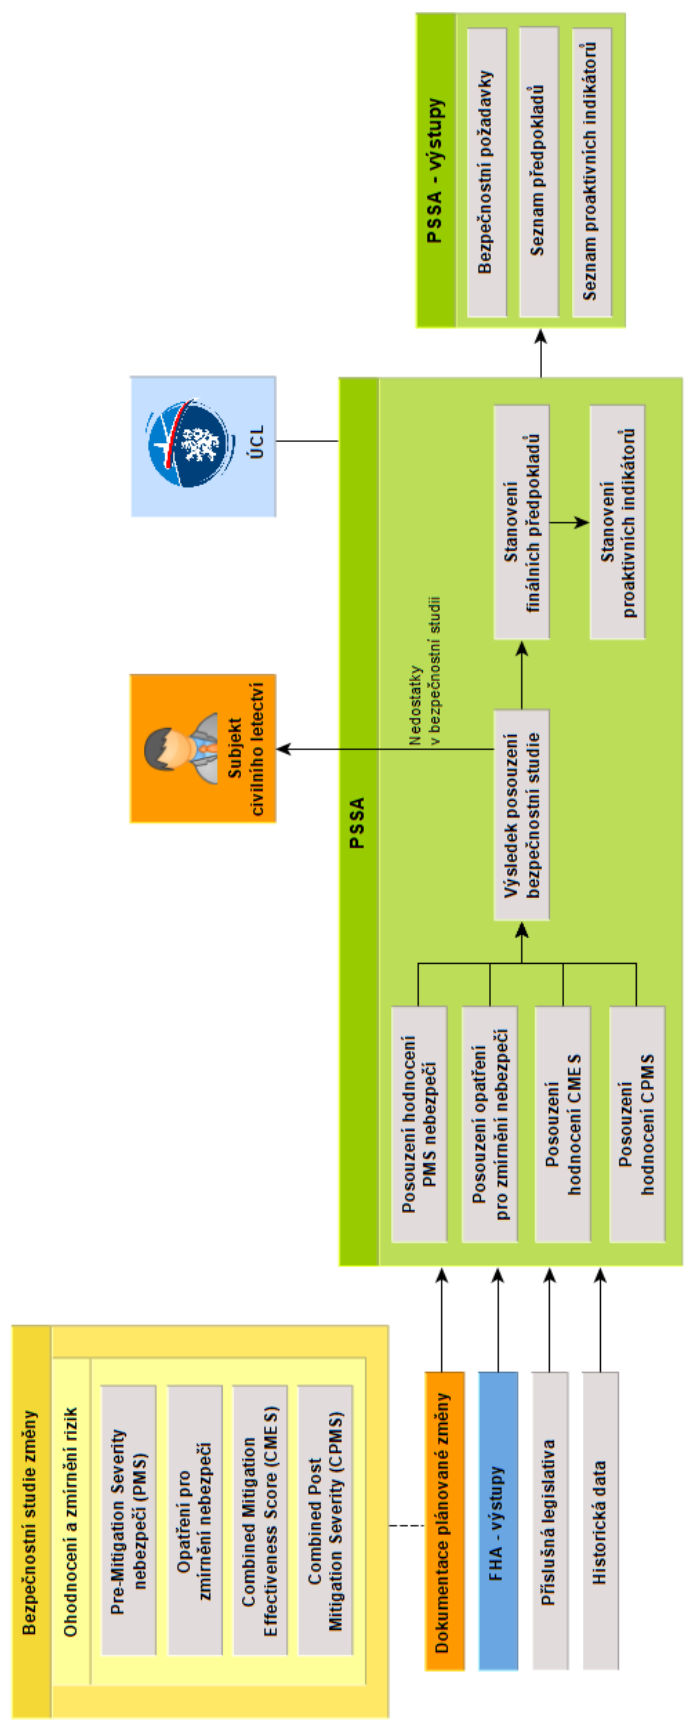 Bezpečnostní studie změny
Ohodnocení a zmírnění rizik
Pre-Mitigation Severity
nebezpečí (PMS)
Opatření pro
zmírnění nebezpečí
Combined Mitigation
Effectiveness Score (CMES)
Combined Post
Mitigation Severity (CPMS)
Dokumentace plánované změny
FHA - výstupy
Příslušná legislativa
Historická data
Subjekt
civilního letectví
ÚCL
PSSA
Posouzení hodnocení
PMS nebezpečí
Posouzení opatření
pro zmírnění nebezpečí
Posouzení
hodnocení CMES
Posouzení
hodnocení CPMS
Výsledek posouzení
bezpečnostní studie
Nedostatky
v bezpečnostní studii
Stanovení
finálních předpokladů
Stanovení
proaktivních indikátorů
PSSA - výstupy
Bezpečnostní požadavky
Seznam předpokladů
Seznam proaktivních indikátorů